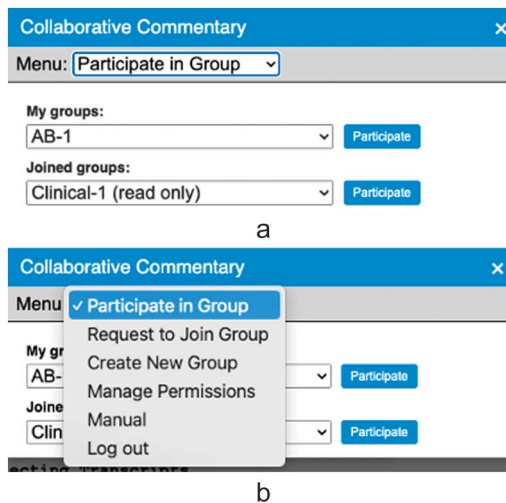 Collaborative Commentary ×
Menu: Participate in Group
My groups:
AB-1 Participate
Joined groups:
Clinical-1 (read only) Participate
a
Collaborative Commentary ×
Menu ✓ Participate in Group
Request to Join Group
My gr
Create New Group
AB- Participate
Manage Permissions
Joine
Manual
Clin Participate
Log out
ecting Transcripts
b